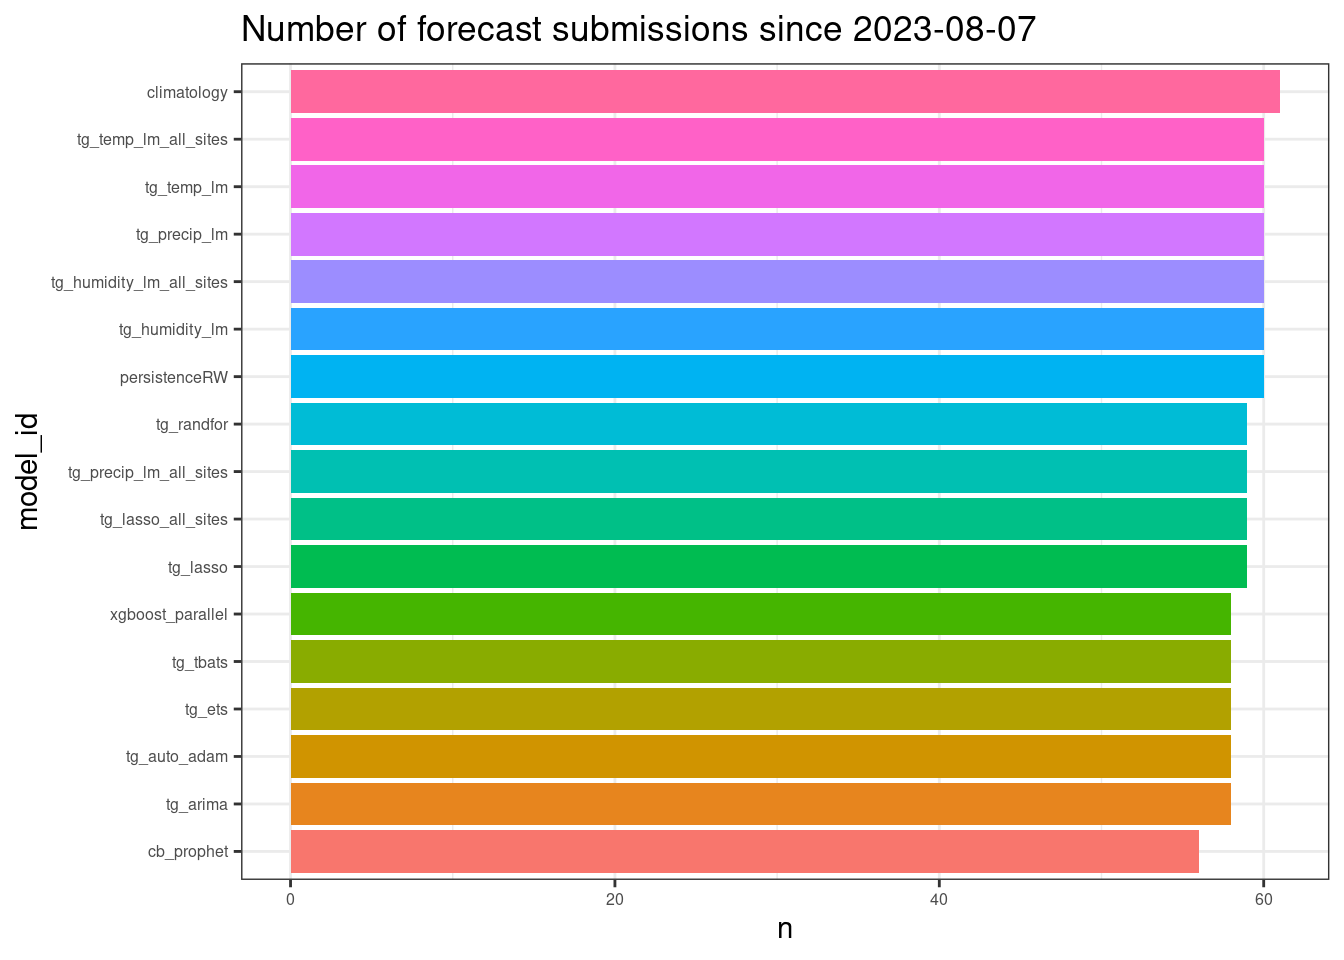 Number of forecast submissions since 2023-08-07
model_id
climatology
tg_temp_lm_all_sites
tg_temp_lm
tg_precip_lm
tg_humidity_lm_all_sites
tg_humidity_lm
persistenceRW
tg_randfor
tg_precip_lm_all_sites
tg_lasso_all_sites
tg_lasso
xgboost_parallel
tg_tbats
tg_ets
tg_auto_adam
tg_arima
cb_prophet
0 20 40 60
n